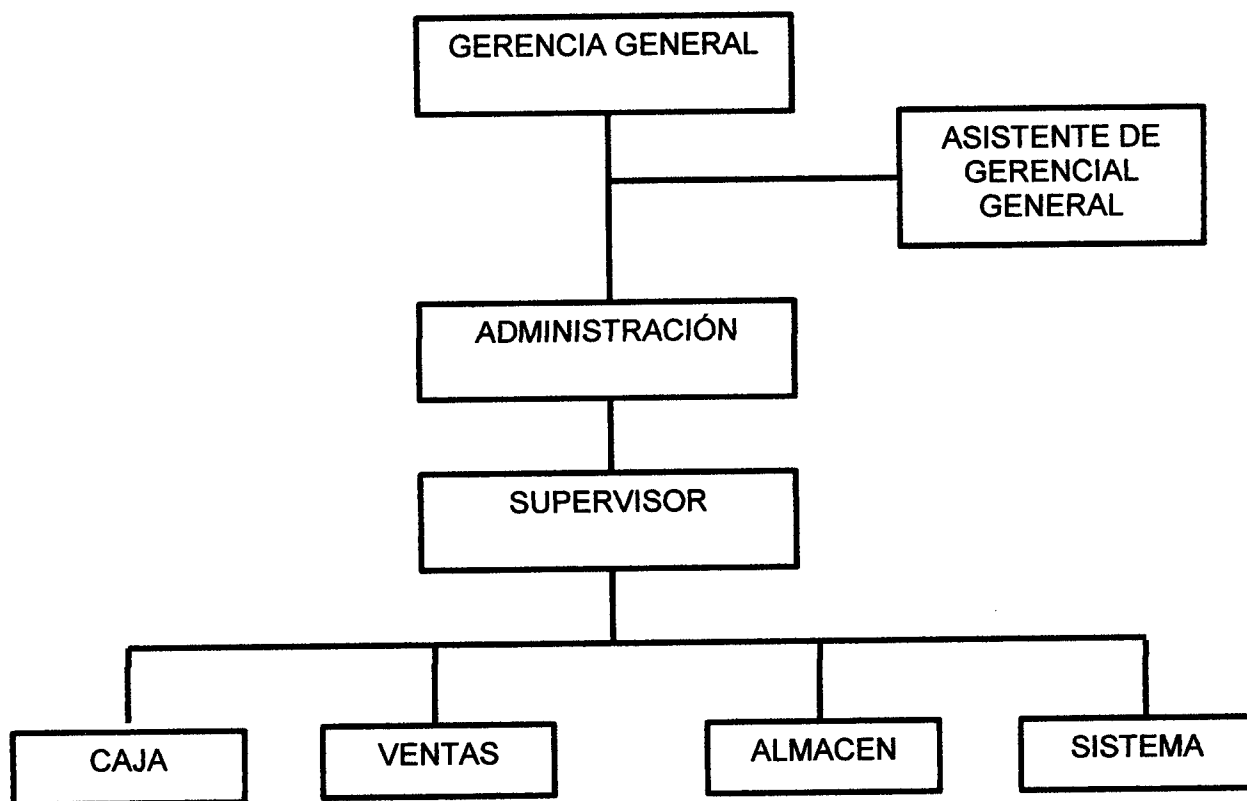 GERENCIA GENERAL
ASISTENTE DE
GERENCIAL
GENERAL
ADMINISTRACIÓN
SUPERVISOR
CAJA
VENTAS
ALMACEN
SISTEMA